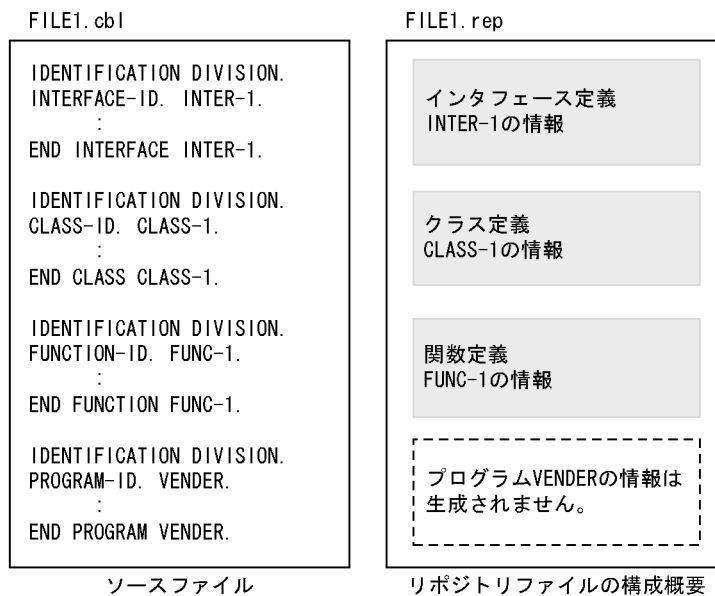 FILE1.cbl
IDENTIFICATION DIVISION.
INTERFACE-ID. INTER-1.
:
END INTERFACE INTER-1.
IDENTIFICATION DIVISION.
CLASS-ID. CLASS-1.
:
END CLASS CLASS-1.
IDENTIFICATION DIVISION.
FUNCTION-ID. FUNC-1.
:
END FUNCTION FUNC-1.
IDENTIFICATION DIVISION.
PROGRAM-ID. VENDER.
:
END PROGRAM VENDER.
ソースファイル
FILE1.rep
インタフェース定義
INTER-1の情報
クラス定義
CLASS-1の情報
関数定義
FUNC-1の情報
プログラムVENDERの情報は
生成されません。
リポジトリファイルの構成概要